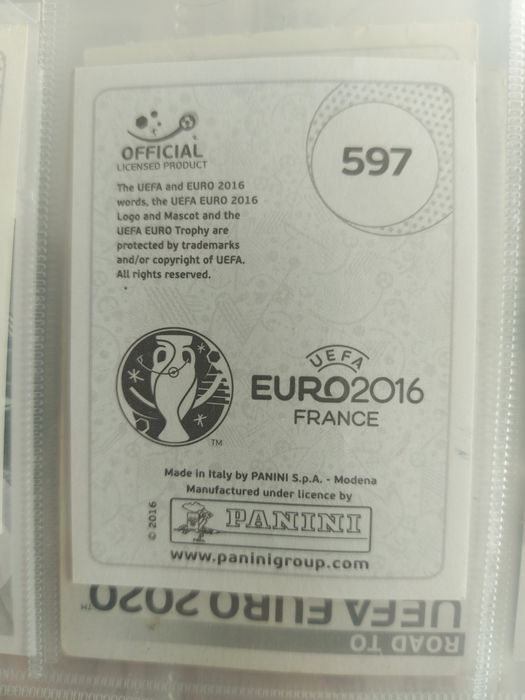 OFFICIAL
LICENSED PRODUCT
597
The UEFA and EURO 2016
words, the UEFA EURO 2016
Logo and Mascot and the
UEFA EURO Trophy are
protected by trademarks
and/or copyright of UEFA.
All rights reserved.
UEFA
EURO2016
FRANCE
TM
Made in Italy by PANINI S.p.A. - Modena
Manufactured under licence by
© 2016
PANINI
www.paninigroup.com
ROAD TO
UEFA EURO 2020™